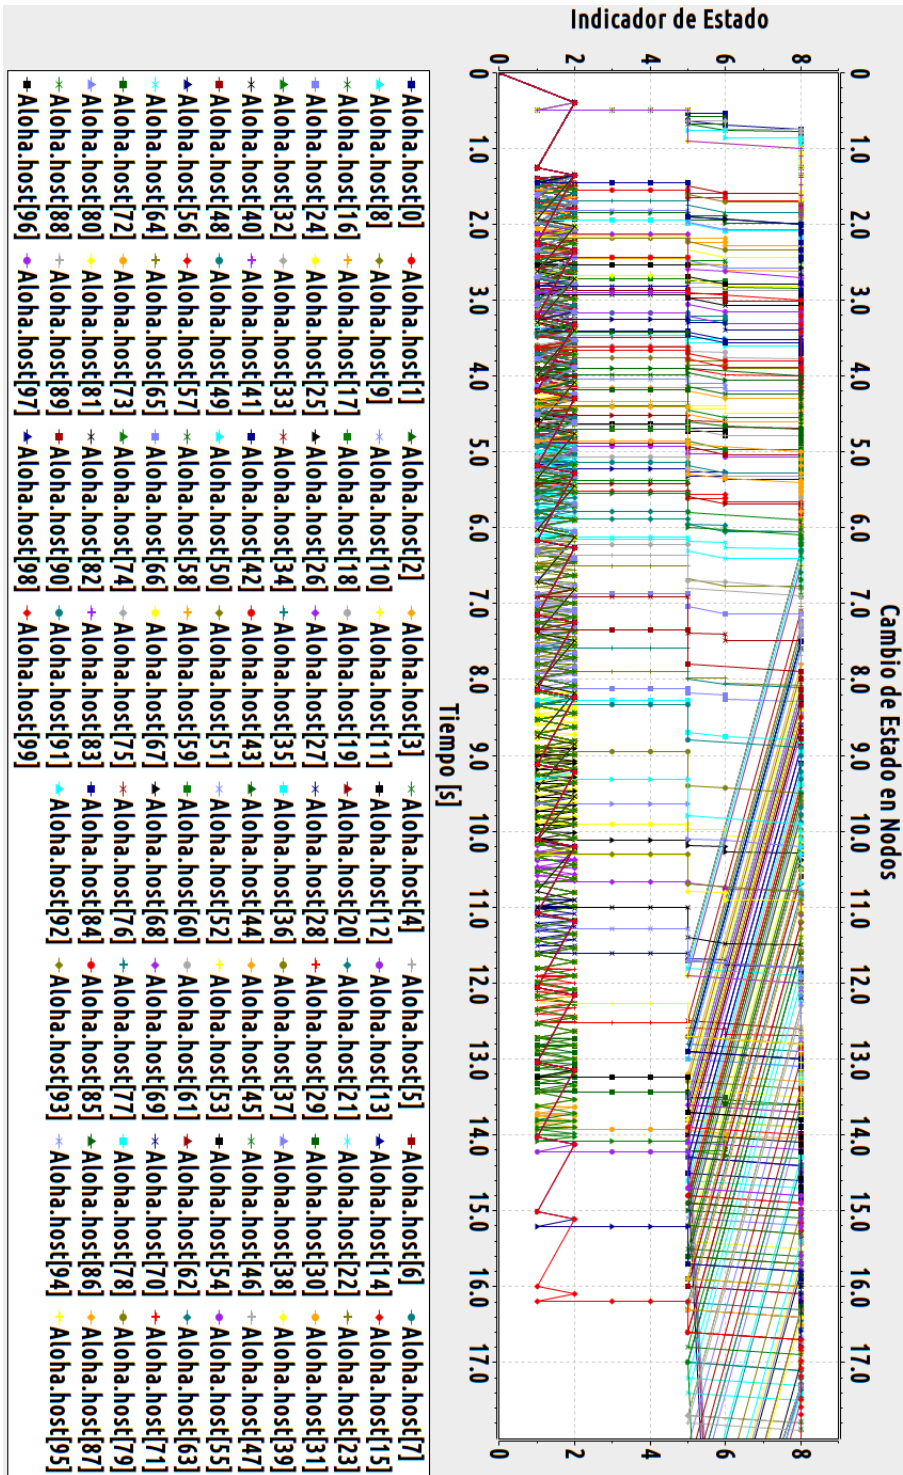 Cambio de Estado en Nodos
0 1.0 2.0 3.0 4.0 5.0 6.0 7.0 8.0 9.0 10.0 11.0 12.0 13.0 14.0 15.0 16.0 17.0
Indicador de Estado
8 8
6 6
4 4
2 2
0 0
Tiempo [s]
Aloha.host[0] Aloha.host[1] Aloha.host[2] Aloha.host[3] Aloha.host[4] Aloha.host[5] Aloha.host[6] Aloha.host[7]
Aloha.host[8] Aloha.host[9] Aloha.host[10] Aloha.host[11] Aloha.host[12] Aloha.host[13] Aloha.host[14] Aloha.host[15]
Aloha.host[16] Aloha.host[17] Aloha.host[18] Aloha.host[19] Aloha.host[20] Aloha.host[21] Aloha.host[22] Aloha.host[23]
Aloha.host[24] Aloha.host[25] Aloha.host[26] Aloha.host[27] Aloha.host[28] Aloha.host[29] Aloha.host[30] Aloha.host[31]
Aloha.host[32] Aloha.host[33] Aloha.host[34] Aloha.host[35] Aloha.host[36] Aloha.host[37] Aloha.host[38] Aloha.host[39]
Aloha.host[40] Aloha.host[41] Aloha.host[42] Aloha.host[43] Aloha.host[44] Aloha.host[45] Aloha.host[46] Aloha.host[47]
Aloha.host[48] Aloha.host[49] Aloha.host[50] Aloha.host[51] Aloha.host[52] Aloha.host[53] Aloha.host[54] Aloha.host[55]
Aloha.host[56] Aloha.host[57] Aloha.host[58] Aloha.host[59] Aloha.host[60] Aloha.host[61] Aloha.host[62] Aloha.host[63]
Aloha.host[64] Aloha.host[65] Aloha.host[66] Aloha.host[67] Aloha.host[68] Aloha.host[69] Aloha.host[70] Aloha.host[71]
Aloha.host[72] Aloha.host[73] Aloha.host[74] Aloha.host[75] Aloha.host[76] Aloha.host[77] Aloha.host[78] Aloha.host[79]
Aloha.host[80] Aloha.host[81] Aloha.host[82] Aloha.host[83] Aloha.host[84] Aloha.host[85] Aloha.host[86] Aloha.host[87]
Aloha.host[88] Aloha.host[89] Aloha.host[90] Aloha.host[91] Aloha.host[92] Aloha.host[93] Aloha.host[94] Aloha.host[95]
Aloha.host[96] Aloha.host[97] Aloha.host[98] Aloha.host[99]